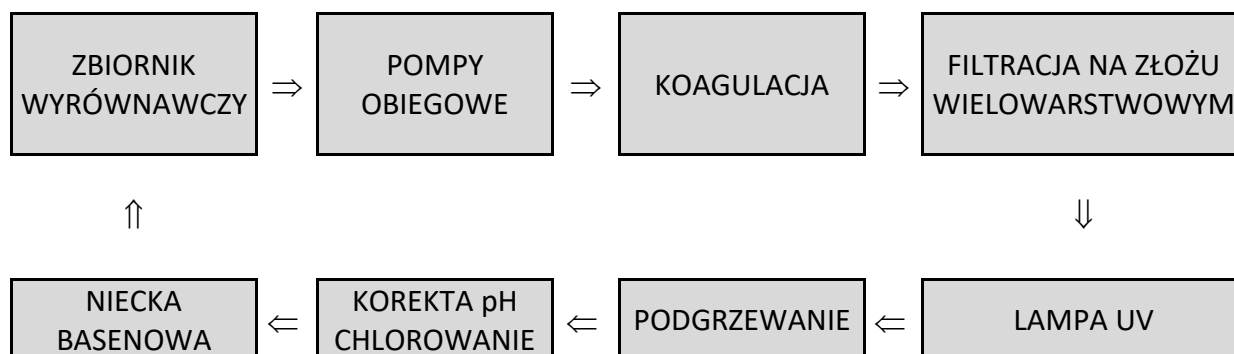 ZBIORNIK
WYRÓWNAWCZY
⇒
POMPY
OBIEGOWE
⇒
KOAGULACJA
⇒
FILTRACJA NA ZŁOŻU
WIELOWARSTWOWYM
⇑
⇓
NIECKA
BASENOWA
⇐
KOREKTA pH
CHLOROWANIE
⇐
PODGRZEWANIE
⇐
LAMPA UV